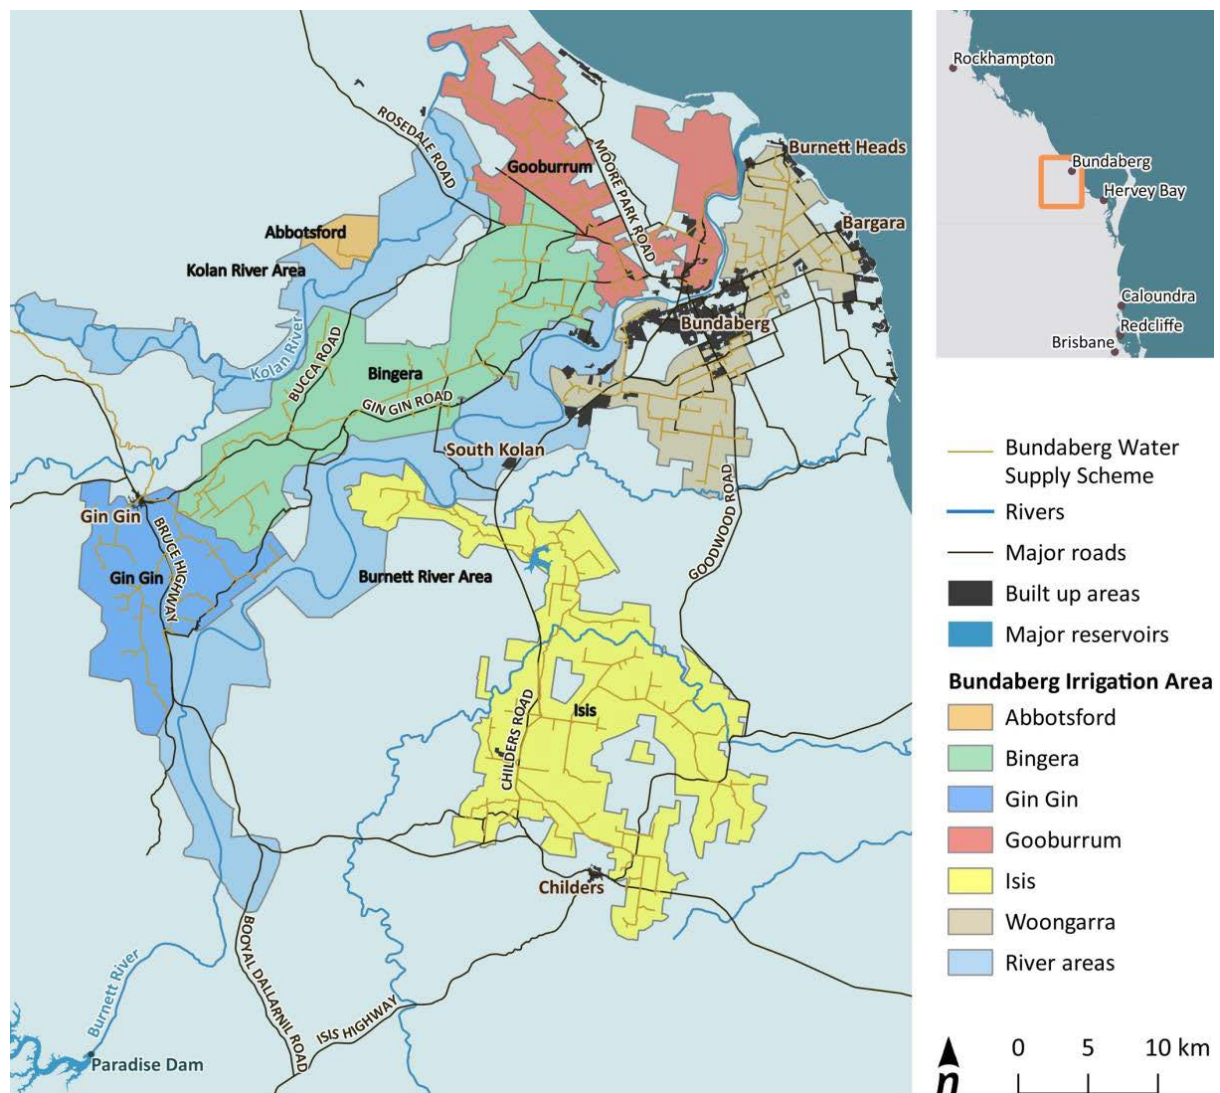 ROSEDALE ROAD
MOORE PARK ROAD
Gooburrum
Burnett Heads
Abbotsford
Bargara
Kolan River Area
Kolan River
BUCCA ROAD
Bundaberg
Bingera
GIN GIN ROAD
South Kolan
Gin Gin
BRUCE HIGHWAY
Gin Gin
Burnett River Area
GOODWOOD ROAD
CHILDERS ROAD
Isis
Childers
BOOYAL DALLARNIL ROAD
ISIS HIGHWAY
Burnett River
Paradise Dam
Rockhampton
Bundaberg
Hervey Bay
Caloundra
Redcliffe
Brisbane
Bundaberg Water
Supply Scheme
Rivers
Major roads
Built up areas
Major reservoirs
Bundaberg Irrigation Area
Abbotsford
Bingera
Gin Gin
Gooburrum
Isis
Woongarra
River areas
n
0 5 10 km